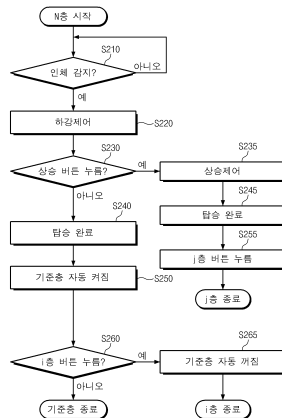 N층 시작
S210
인체 감지?
아니오
예
하강제어
S220
S230
상승 버튼 누름?
예
아니오
S235
상승제어
S240
탑승 완료
S245
탑승 완료
S250
기준층 자동 켜짐
S255
j층 버튼 누름
j층 종료
S260
i층 버튼 누름?
예
아니오
S265
기준층 자동 꺼짐
기준층 종료
i층 종료